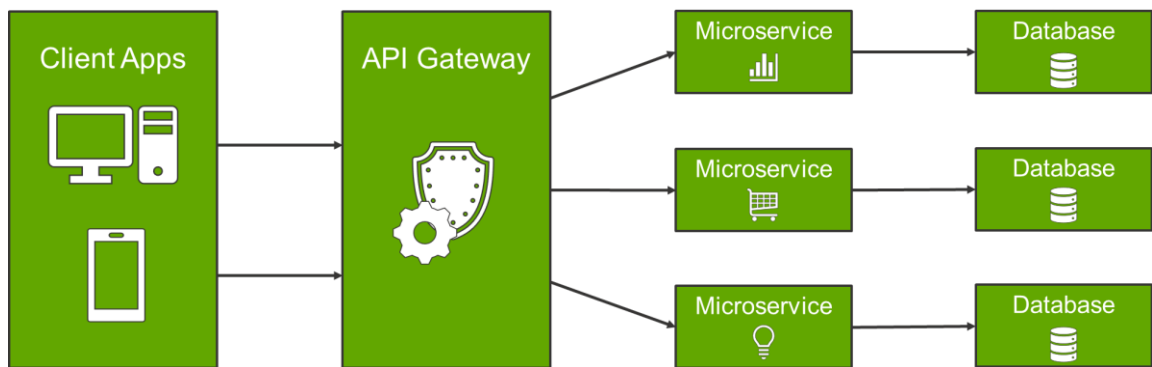 Client Apps
API Gateway
Microservice
Database
Microservice
Database
Microservice
Database